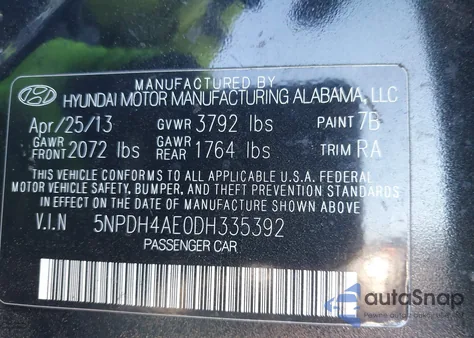 MANUFACTURED BY
HYUNDAI MOTOR MANUFACTURING ALABAMA, LLC
Apr/25/13 GVWR 3792 lbs PAINT 7B
GAWR FRONT 2072 lbs GAWR REAR 1764 lbs TRIM RA
THIS VEHICLE CONFORMS TO ALL APPLICABLE U.S.A. FEDERAL
MOTOR VEHICLE SAFETY, BUMPER, AND THEFT PREVENTION STANDARDS
IN EFFECT ON THE DATE OF MANUFACTURE SHOWN ABOVE
V.I.N 5NPDH4AE0DH335392
PASSENGER CAR
autoSnap